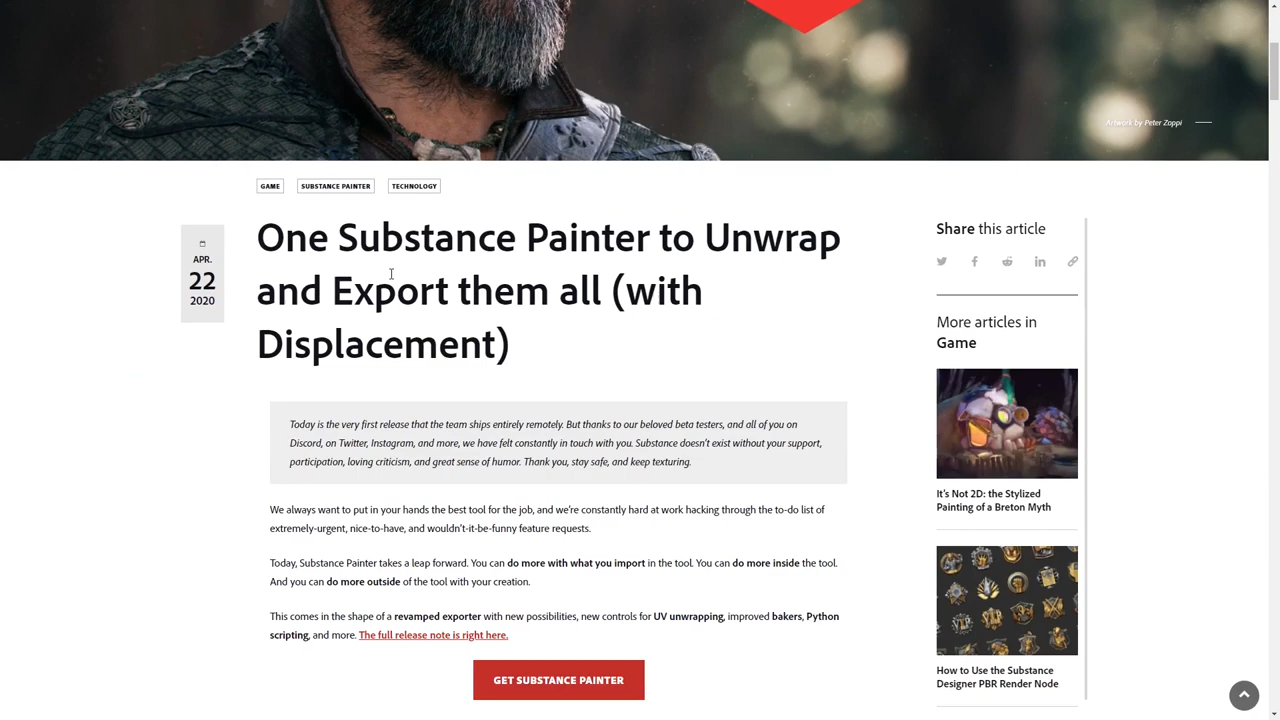 Artwork by Peter Zoppi
GAME
SUBSTANCE PAINTER
TECHNOLOGY
APR.
22
2020
One Substance Painter to Unwrap
and Export them all (with
Displacement)
Today is the very first release that the team ships entirely remotely. But thanks to our beloved beta testers, and all of you on
Discord, on Twitter, Instagram, and more, we have felt constantly in touch with you. Substance doesn't exist without your support,
participation, loving criticism, and great sense of humor. Thank you, stay safe, and keep texturing.
We always want to put in your hands the best tool for the job, and we're constantly hard at work hacking through the to-do list of
extremely-urgent, nice-to-have, and wouldn't-it-be-funny feature requests.
Today, Substance Painter takes a leap forward. You can do more with what you import in the tool. You can do more inside the tool.
And you can do more outside of the tool with your creation.
This comes in the shape of a revamped exporter with new possibilities, new controls for UV unwrapping, improved bakers, Python
scripting, and more. The full release note is right here.
GET SUBSTANCE PAINTER
Share this article
More articles in
Game
It's Not 2D: the Stylized
Painting of a Breton Myth
How to Use the Substance
Designer PBR Render Node